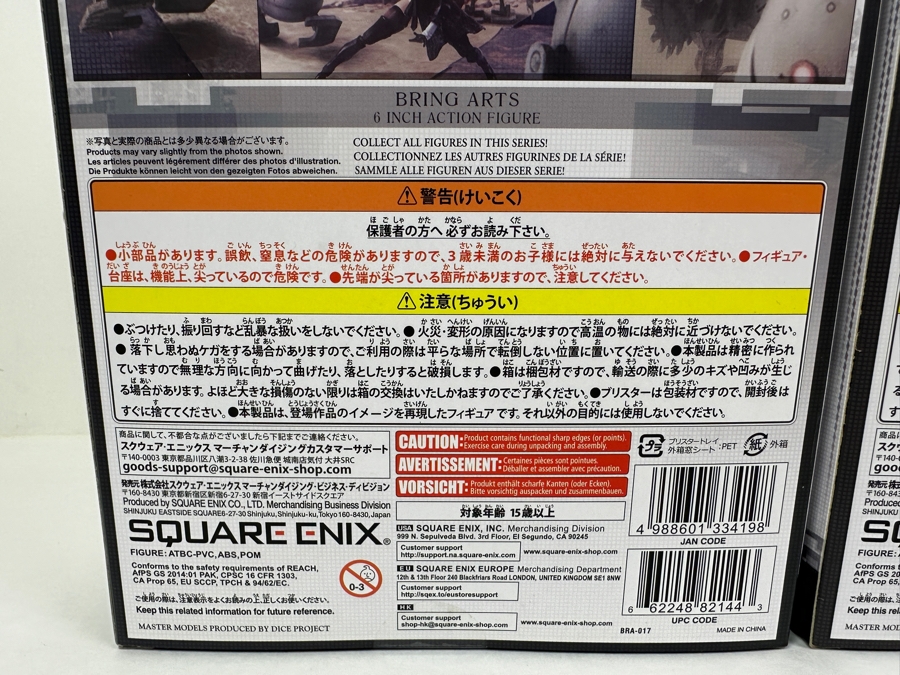 BRING ARTS
6 INCH ACTION FIGURE
※写真と実際の商品とは多少異なる場合がございます。
Products may vary slightly from the photos shown.
Les articles peuvent légèrement différer des photos d'illustration.
Die Produkte können leicht von den gezeigten Fotos abweichen.
COLLECT ALL FIGURES IN THIS SERIES!
COLLECTIONNEZ LES AUTRES FIGURINES DE LA SÉRIE!
SAMMLE ALLE FIGUREN AUS DIESER SERIE!
⚠警告(けいこく)
保護者の方へ 必ずお読み下さい。
●小部品があります。誤飲、窒息などの危険がありますので、3歳未満のお子様には絶対に与えないでください。●フィギュア・
台座は、機能上、尖っているので危険です。●先端が尖っている箇所がありますので、注意してください。
⚠注意(ちゅうい)
●ぶつけたり、振り回すなど乱暴な扱いをしないでください。●火災・変形の原因になりますので高温の物には絶対に近づけないでください。
●落下し思わぬケガをする場合がありますので、ご利用の際は平らな場所で転倒しない位置に置いてください。●本製品は精密に作られ
ていますので無理な方向に向かって曲げたり、落としたりすると破損します。●箱は梱包材ですので、輸送の際に多少のキズや凹みが生じ
る場合があります。よほど大きな損傷のない限りは箱の交換はいたしかねますのでご了承ください。●ブリスターは包装材ですので、開封後は
すぐに捨ててください。●本製品は、登場作品のイメージを再現したフィギュアです。それ以外の目的には使用しないでください。
商品に関して、不都合な点がございましたら下記までご連絡ください。
スクウェア・エニックス マーチャンダイジングカスタマーサポート
〒140-0003 東京都品川区八潮3-2-38 佐川急便 城南店気付 大井SRC
goods-support@square-enix.com
発売元 株式会社スクウェア・エニックス マーチャンダイジング・ビジネス・ディビジョン
〒160-8430 東京都新宿区新宿6-27-30 新宿イーストサイドスクエア
Produced by SQUARE ENIX CO., LTD. Merchandising Business Division
SHINJUKU EASTSIDE SQUARE6-27-30 Shinjuku, Shinjuku-ku, Tokyo 160-8430, Japan
SQUARE ENIX®
FIGURE: ATBC-PVC, ABS, POM
Conforms to the safety requirements of REACH,
AfPS GS 2014:01 PAK, CPSC 16 CFR 1303,
CA Prop 65, EU SCCP, TPCH & 94/62/EC.
0-3
ご使用の際は、注意表示をよくお読みの上、正しくお使いください。
Keep this related information for future reference.
MASTER MODELS PRODUCED BY DICE PROJECT
CAUTION: •Product contains functional sharp edges (or points).
Exercise care during unpacking and assembly.
AVERTISSEMENT: •Certaines pièces sont pointues.
Déballer et assembler avec précaution.
VORSICHT: •Produkt enthält scharfe Kanten (oder Ecken).
• Bitte vorsichtig auspacken und zusammenbauen.
対象年齢 15歳以上
USA SQUARE ENIX, INC. Merchandising Division
999 N. Sepulveda Blvd. 3rd Floor, El Segundo, CA 90245
Customer support
http://support.na.square-enix.com
www.square-enix-shop.com
EU SQUARE ENIX EUROPE Merchandising Department
12th & 13th Floor 240 Blackfriars Road LONDON, UNITED KINGDOM SE1 8NW
Customer support
http://sqex.to/eustoresupport
HK
Customer support
shop-hk@square-enix-shop.com
www.square-enix-shop.com
プラ
ブリスタートレイ
外箱窓シート :PET
紙
外箱
4 988601 334198
JAN CODE
6 62248 82144 3
UPC CODE
BRA-017
MADE IN CHINA